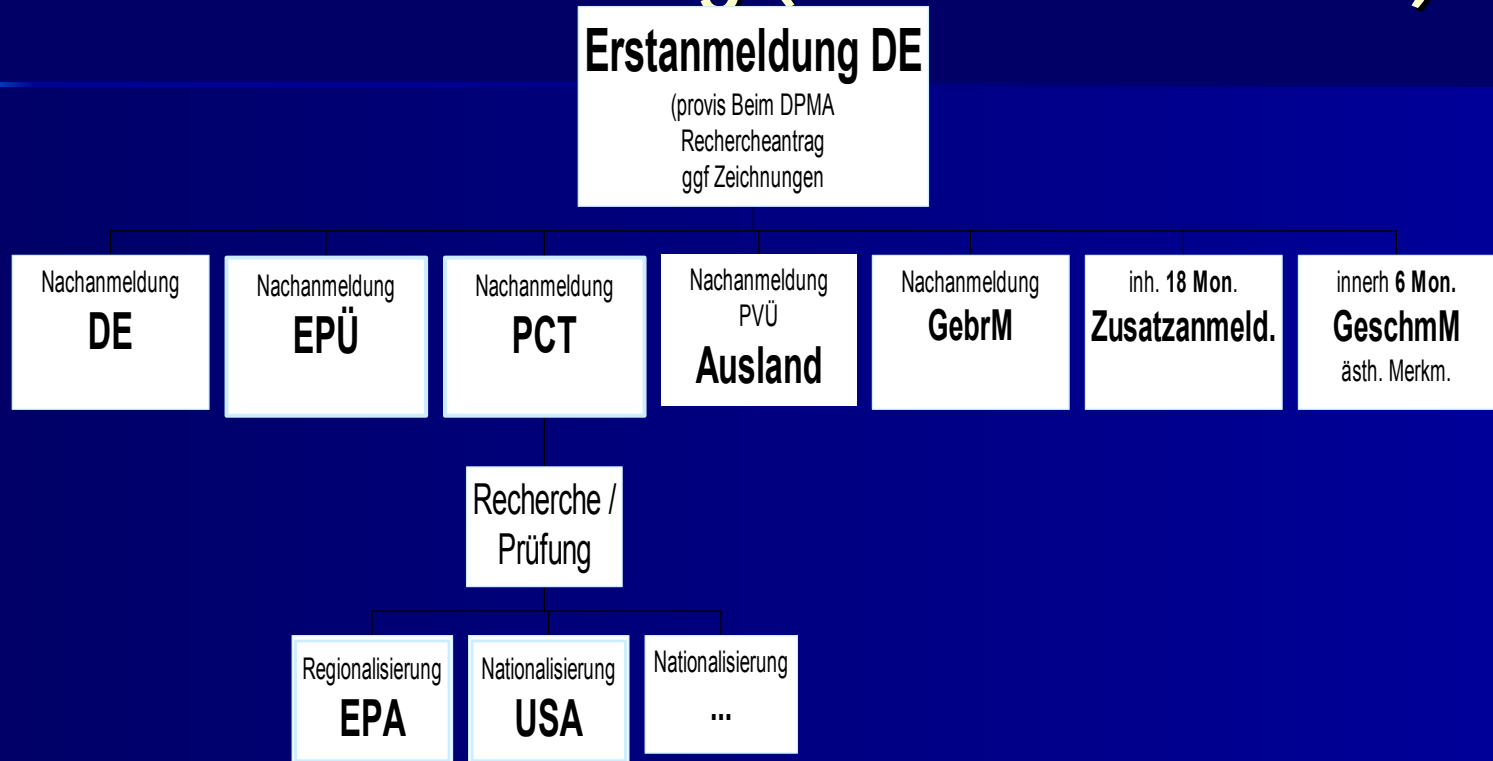 Erstanmeldung DE
(provis Beim DPMA
Rechercheantrag
ggf Zeichnungen
Nachanmeldung
DE
Nachanmeldung
EPÜ
Nachanmeldung
PCT
Nachanmeldung
PVÜ
Ausland
Nachanmeldung
GebrM
inh. 18 Mon.
Zusatzanmeld.
innerh 6 Mon.
GeschmM
ästh. Merkm.
Recherche /
Prüfung
Regionalisierung
EPA
Nationalisierung
USA
Nationalisierung
...